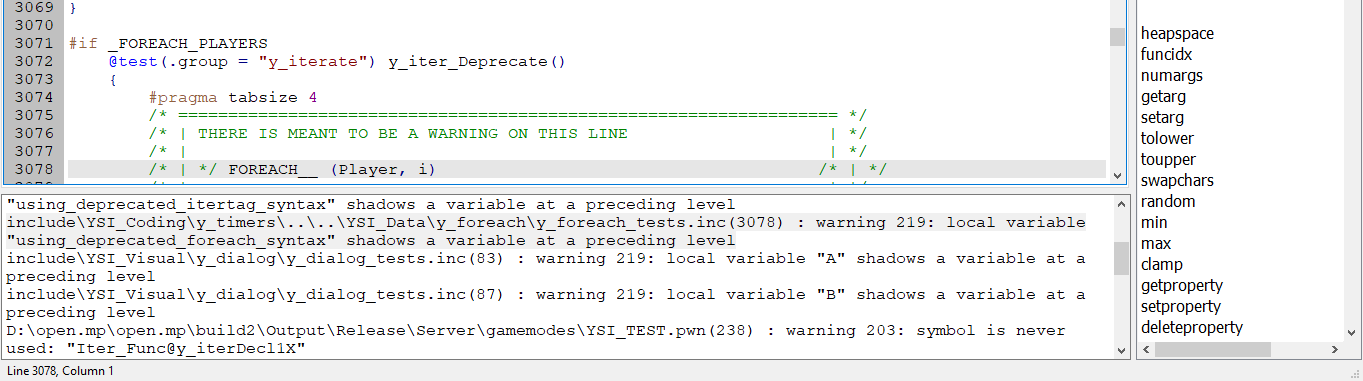 3069 }
3070
3071 #if _FOREACH_PLAYERS
3072 @test(.group = "y_iterate") y_iter_Deprecate()
3073 {
3074 #pragma tabsize 4
3075 /* ================================================================== */
3076 /* | THERE IS MEANT TO BE A WARNING ON THIS LINE | */
3077 /* | | */
3078 /* | */ FOREACH__ (Player, i) /* | */
"using_deprecated_itertag_syntax" shadows a variable at a preceding level
include\YSI_Coding\y_timers\..\..\YSI_Data\y_foreach\y_foreach_tests.inc(3078) : warning 219: local variable
"using_deprecated_foreach_syntax" shadows a variable at a preceding level
include\YSI_Visual\y_dialog\y_dialog_tests.inc(83) : warning 219: local variable "A" shadows a variable at a
preceding level
include\YSI_Visual\y_dialog\y_dialog_tests.inc(87) : warning 219: local variable "B" shadows a variable at a
preceding level
D:\open.mp\open.mp\build2\Output\Release\Server\gamemodes\YSI_TEST.pwn(238) : warning 203: symbol is never
used: "Iter_Func@y_iterDecl1X"
heapspace
funcidx
numargs
getarg
setarg
tolower
toupper
swapchars
random
min
max
clamp
getproperty
setproperty
deleteproperty
Line 3078, Column 1